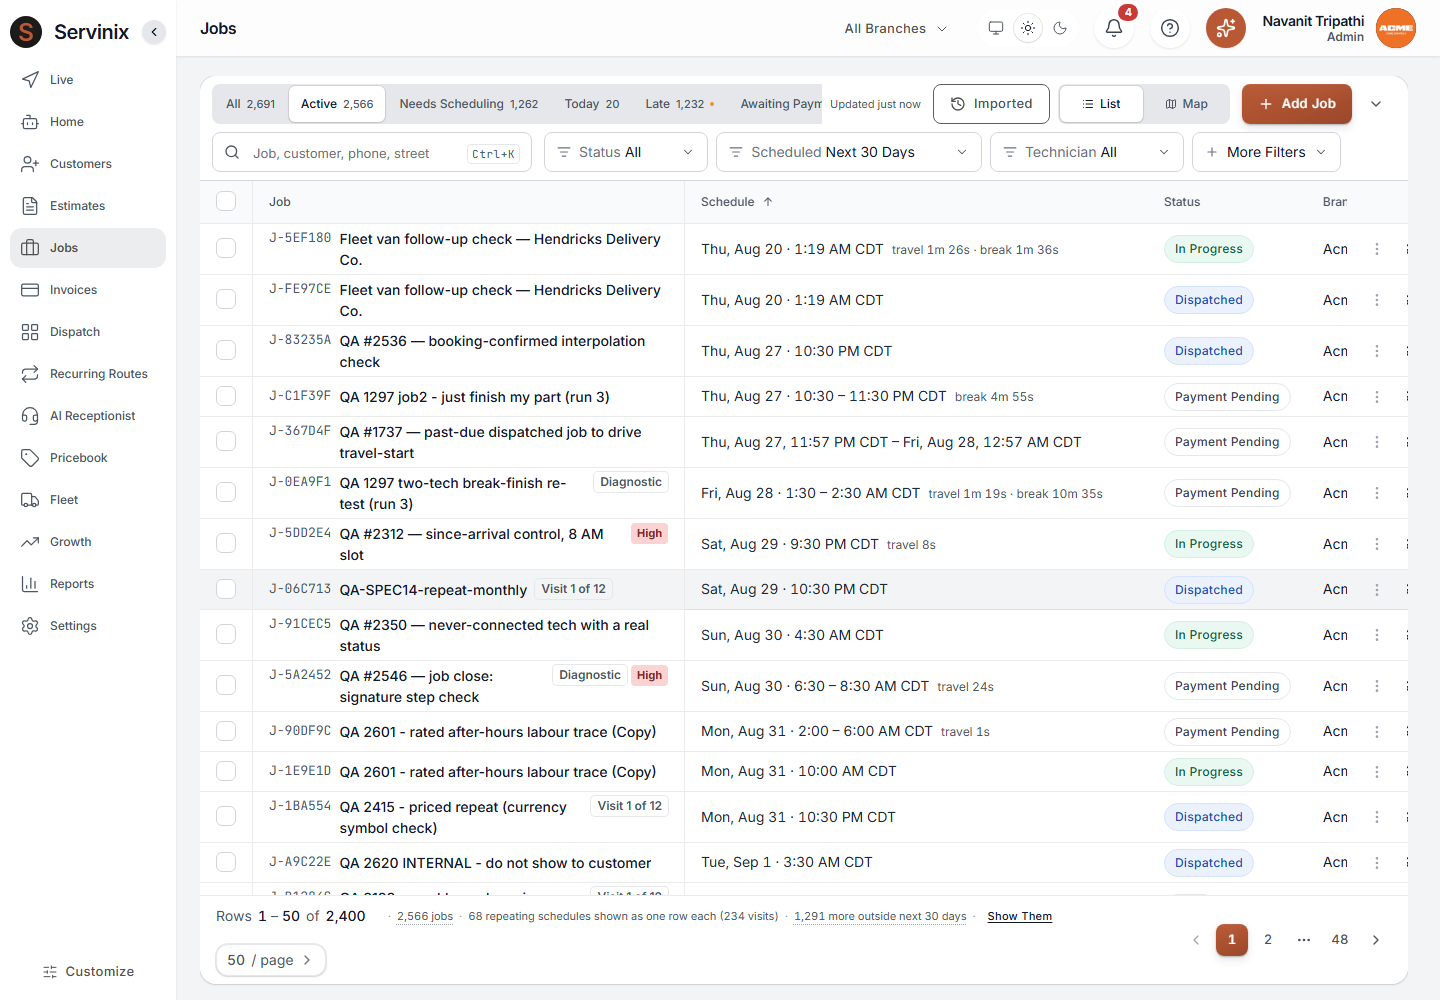 Servinix
Live
Home
Customers
Estimates
Jobs
Invoices
Dispatch
Recurring Routes
AI Receptionist
Pricebook
Fleet
Growth
Reports
Settings
Customize
Jobs
All Branches
4
Navanit Tripathi
Admin
ACME
All 2,691
Active 2,566
Needs Scheduling 1,262
Today 20
Late 1,232
Awaiting Paym
Updated just now
Imported
List
Map
Add Job
Job, customer, phone, street
Ctrl+K
Status All
Scheduled Next 30 Days
Technician All
More Filters
Job Schedule Status Bran
J-5EF180 Fleet van follow-up check — Hendricks Delivery Co.
Thu, Aug 20 · 1:19 AM CDT travel 1m 26s · break 1m 36s In Progress Acn
J-FE97CE Fleet van follow-up check — Hendricks Delivery Co.
Thu, Aug 20 · 1:19 AM CDT Dispatched Acn
J-83235A QA #2536 — booking-confirmed interpolation check
Thu, Aug 27 · 10:30 PM CDT Dispatched Acn
J-C1F39F QA 1297 job2 - just finish my part (run 3)
Thu, Aug 27 · 10:30 – 11:30 PM CDT break 4m 55s Payment Pending Acn
J-367D4F QA #1737 — past-due dispatched job to drive travel-start
Thu, Aug 27, 11:57 PM CDT – Fri, Aug 28, 12:57 AM CDT Payment Pending Acn
J-0EA9F1 QA 1297 two-tech break-finish re-test (run 3) Diagnostic
Fri, Aug 28 · 1:30 – 2:30 AM CDT travel 1m 19s · break 10m 35s Payment Pending Acn
J-5DD2E4 QA #2312 — since-arrival control, 8 AM slot High
Sat, Aug 29 · 9:30 PM CDT travel 8s In Progress Acn
J-06C713 QA-SPEC14-repeat-monthly Visit 1 of 12
Sat, Aug 29 · 10:30 PM CDT Dispatched Acn
J-91CEC5 QA #2350 — never-connected tech with a real status
Sun, Aug 30 · 4:30 AM CDT In Progress Acn
J-5A2452 QA #2546 — job close: signature step check Diagnostic High
Sun, Aug 30 · 6:30 – 8:30 AM CDT travel 24s Payment Pending Acn
J-90DF9C QA 2601 - rated after-hours labour trace (Copy)
Mon, Aug 31 · 2:00 – 6:00 AM CDT travel 1s Payment Pending Acn
J-1E9E1D QA 2601 - rated after-hours labour trace (Copy)
Mon, Aug 31 · 10:00 AM CDT In Progress Acn
J-1BA554 QA 2415 - priced repeat (currency symbol check) Visit 1 of 12
Mon, Aug 31 · 10:30 PM CDT Dispatched Acn
J-A9C22E QA 2620 INTERNAL - do not show to customer
Tue, Sep 1 · 3:30 AM CDT Dispatched Acn
Rows 1 – 50 of 2,400 · 2,566 jobs · 68 repeating schedules shown as one row each (234 visits) · 1,291 more outside next 30 days · Show Them
50 / page
1 2 ••• 48